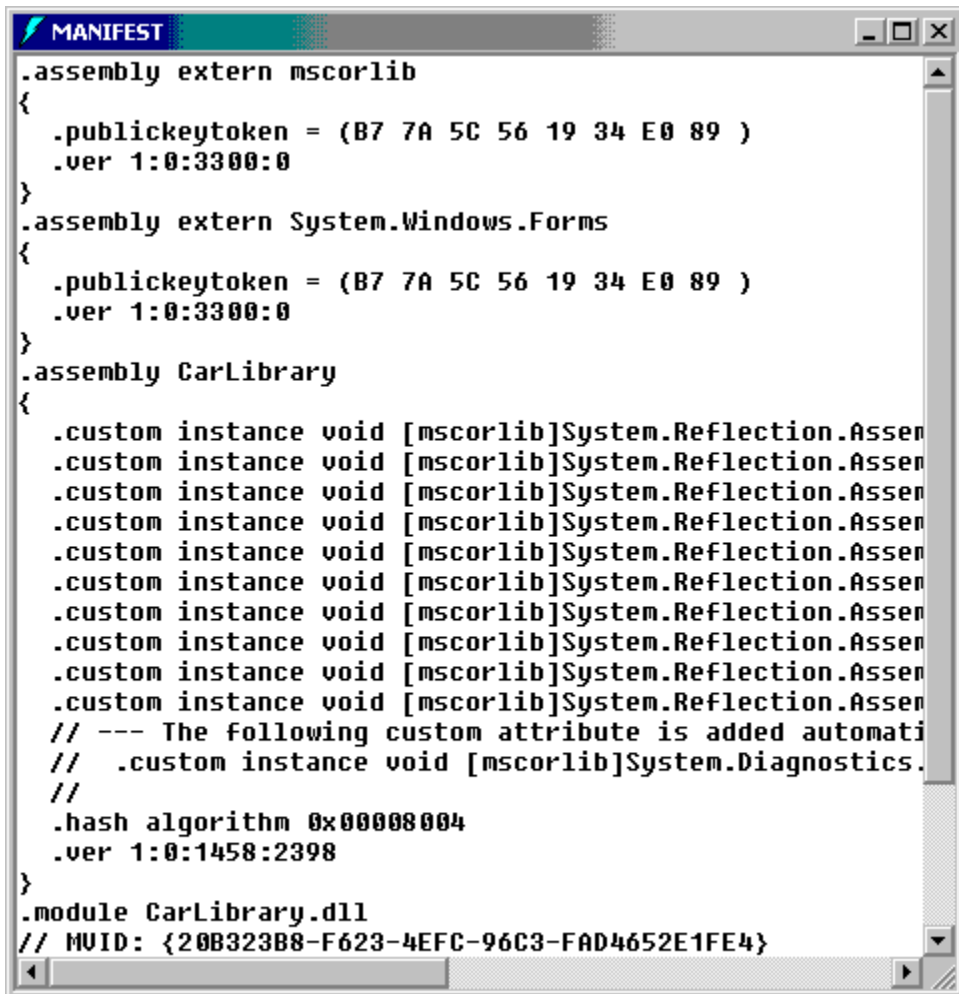 MANIFEST
.assembly extern mscorlib
{
  .publickeytoken = (B7 7A 5C 56 19 34 E0 89 )
  .ver 1:0:3300:0
}
.assembly extern System.Windows.Forms
{
  .publickeytoken = (B7 7A 5C 56 19 34 E0 89 )
  .ver 1:0:3300:0
}
.assembly CarLibrary
{
  .custom instance void [mscorlib]System.Reflection.Assem
  .custom instance void [mscorlib]System.Reflection.Assem
  .custom instance void [mscorlib]System.Reflection.Assem
  .custom instance void [mscorlib]System.Reflection.Assem
  .custom instance void [mscorlib]System.Reflection.Assem
  .custom instance void [mscorlib]System.Reflection.Assem
  .custom instance void [mscorlib]System.Reflection.Assem
  .custom instance void [mscorlib]System.Reflection.Assem
  .custom instance void [mscorlib]System.Reflection.Assem
  .custom instance void [mscorlib]System.Reflection.Assem
  // --- The following custom attribute is added automati
  //  .custom instance void [mscorlib]System.Diagnostics.
  //
  .hash algorithm 0x00008004
  .ver 1:0:1458:2398
}
.module CarLibrary.dll
// MVID: {20B323B8-F623-4EFC-96C3-FAD4652E1FE4}